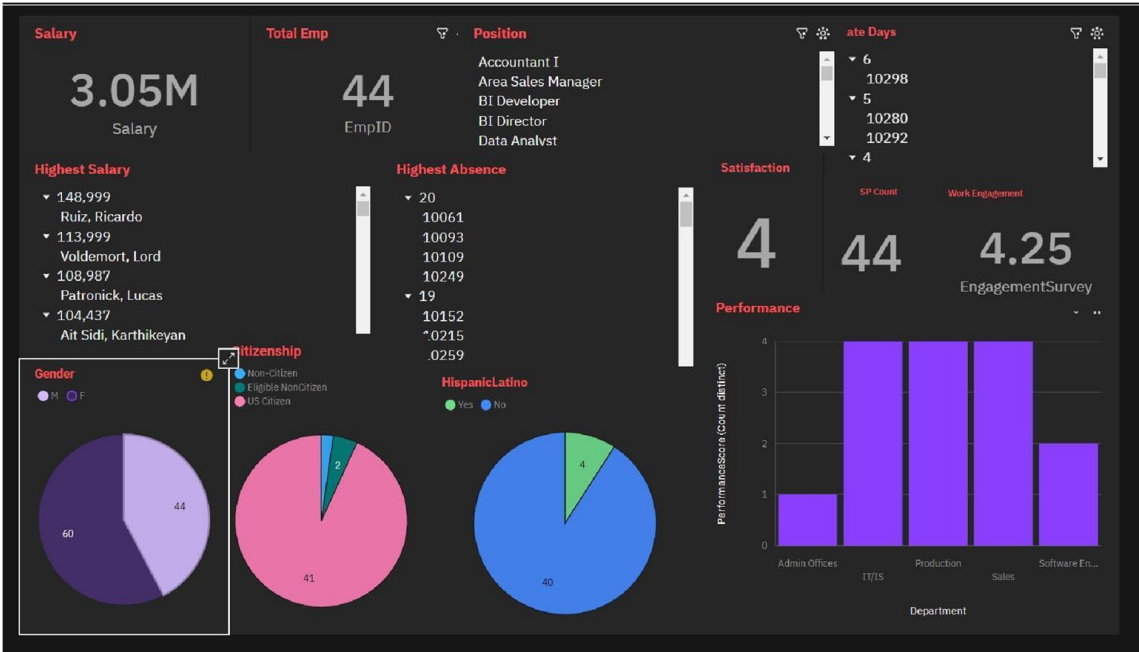 Salary
3.05M
Salary
Total Emp
44
EmpID
Position
Accountant I
Area Sales Manager
BI Developer
BI Director
Data Analyst
ate Days
6
10298
5
10280
10292
4
Highest Salary
148,999
Ruiz, Ricardo
113,999
Voldemort, Lord
108,987
Patronick, Lucas
104,437
Ait Sidi, Karthikeyan
Highest Absence
20
10061
10093
10109
10249
19
10152
0215
0259
Satisfaction
4
SP Count
44
Work Engagement
4.25
EngagementSurvey
Gender
M F
60
44
Citizenship
Non-Citizen
Eligible NonCitizen
US Citizen
2
41
HispanicLatino
Yes No
4
40
Performance
PerformanceScore (Count distinct)
4
3
2
1
0
Admin Offices
IT/IS
Production
Sales
Software En...
Department